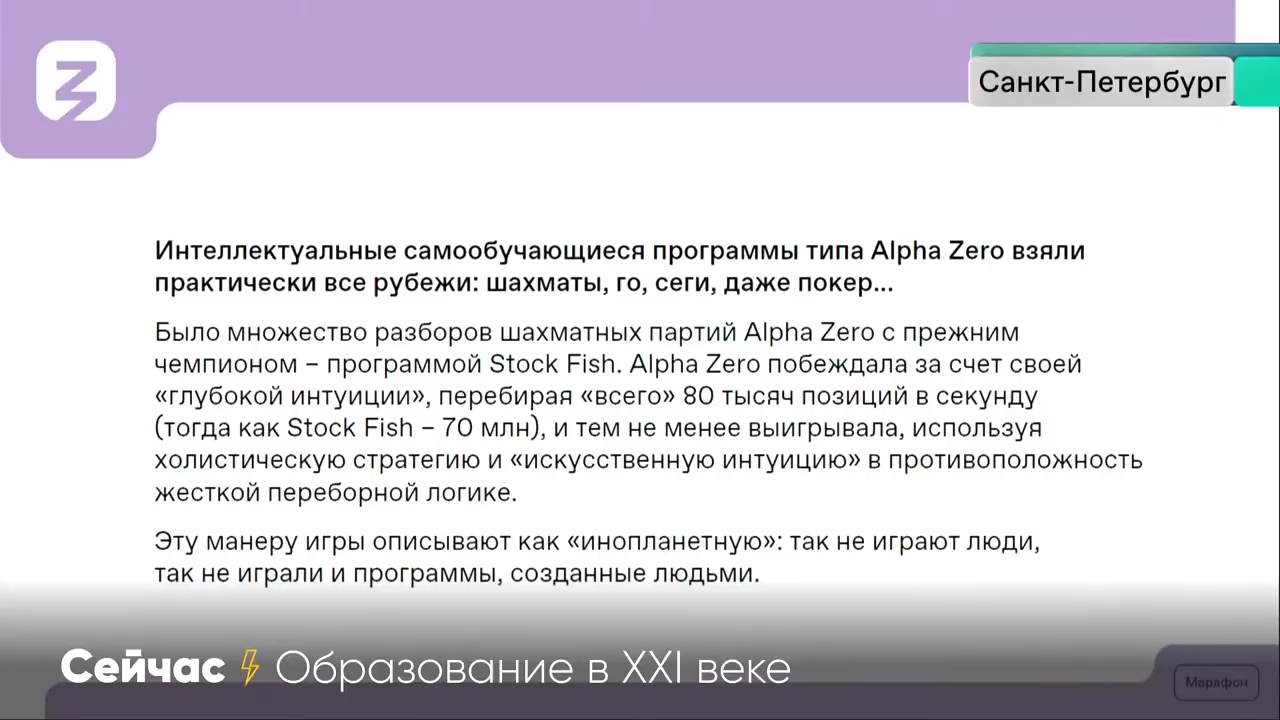 Санкт-Петербург
Интеллектуальные самообучающиеся программы типа Alpha Zero взяли
практически все рубежи: шахматы, го, сеги, даже покер...
Было множество разборов шахматных партий Alpha Zero с прежним
чемпионом – программой Stock Fish. Alpha Zero побеждала за счет своей
«глубокой интуиции», перебирая «всего» 80 тысяч позиций в секунду
(тогда как Stock Fish – 70 млн), и тем не менее выигрывала, используя
холистическую стратегию и «искусственную интуицию» в противоположность
жесткой переборной логике.
Эту манеру игры описывают как «инопланетную»: так не играют люди,
так не играли и программы, созданные людьми.
Сейчас Образование в XXI веке
Марафон